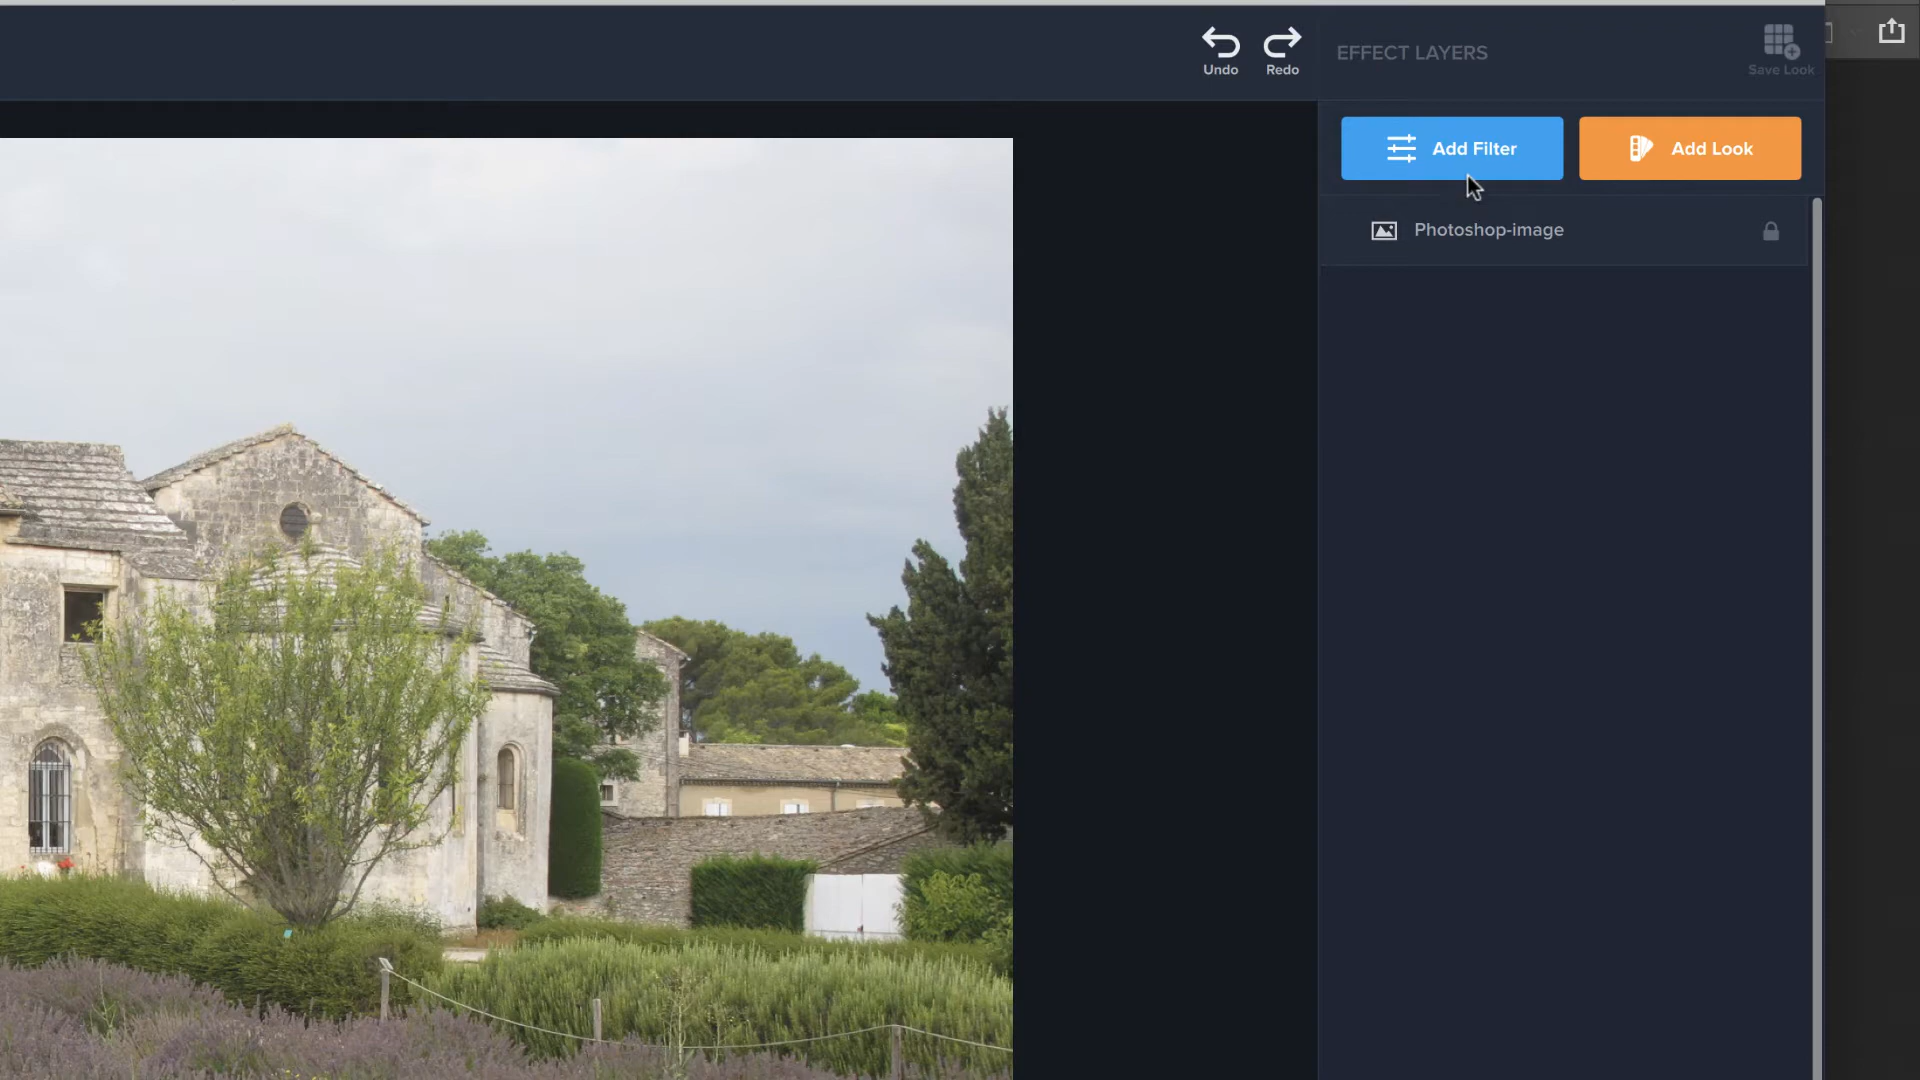 Undo
Redo
EFFECT LAYERS
Save Look
Add Filter
Add Look
Photoshop-image